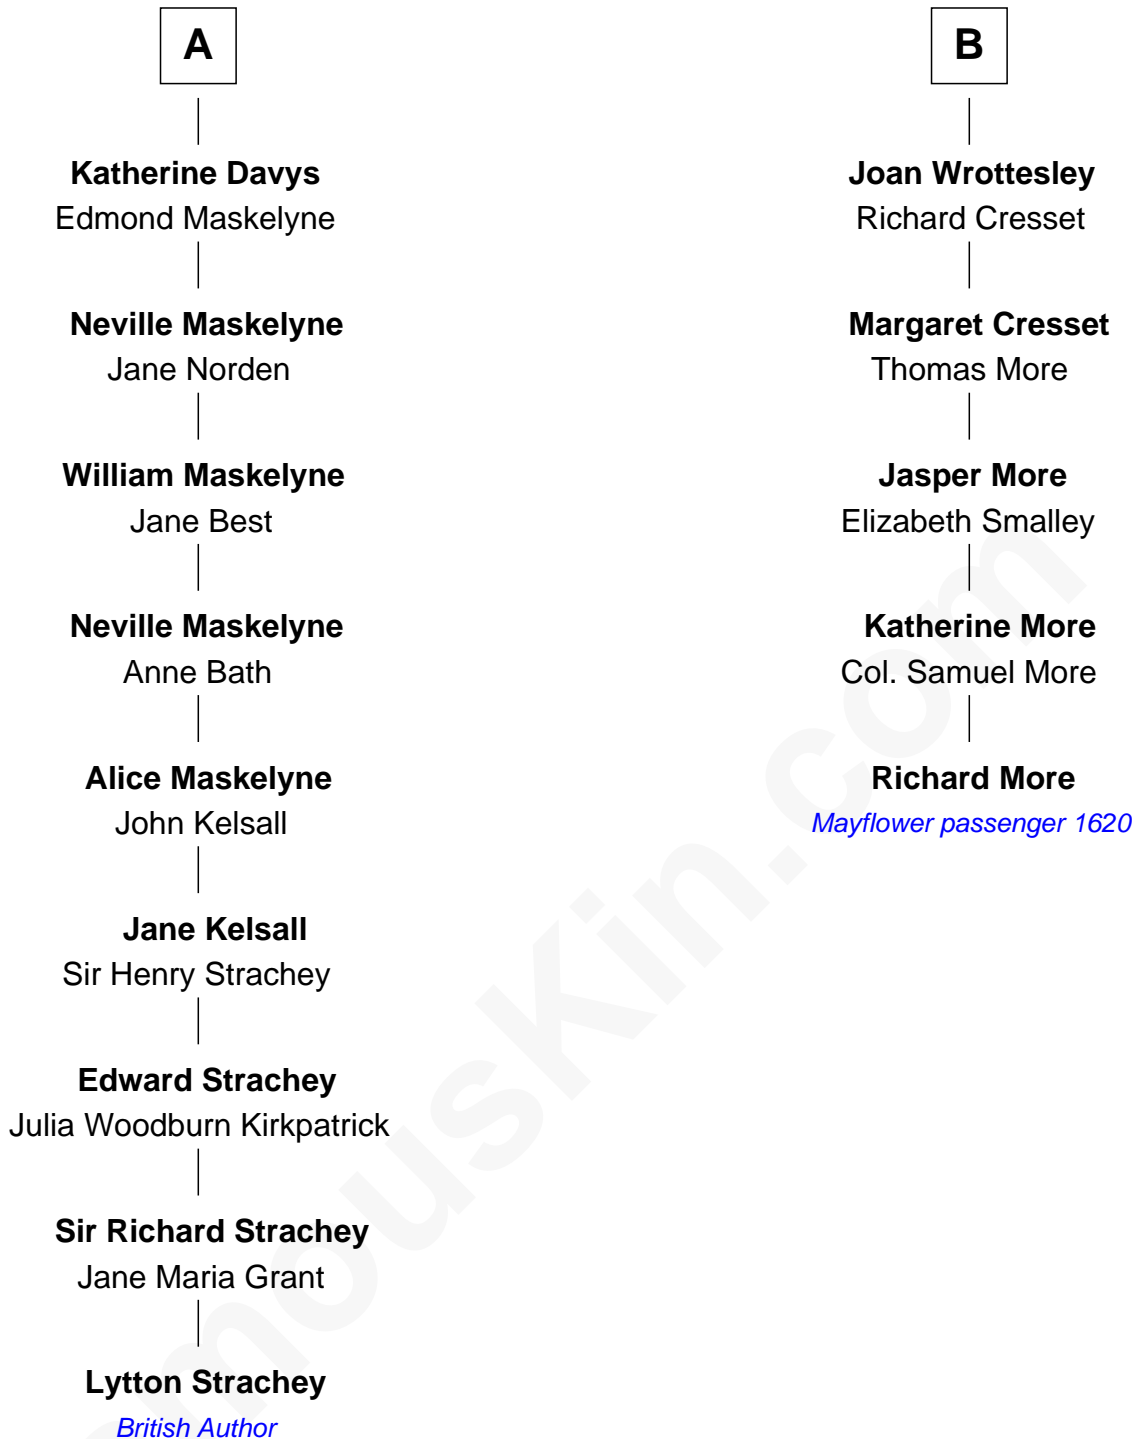 A
Katherine Davys
Edmond Maskelyne
Neville Maskelyne
Jane Norden
William Maskelyne
Jane Best
Neville Maskelyne
Anne Bath
Alice Maskelyne
John Kelsall
Jane Kelsall
Sir Henry Strachey
Edward Strachey
Julia Woodburn Kirkpatrick
Sir Richard Strachey
Jane Maria Grant
Lytton Strachey
British Author
B
Joan Wrottesley
Richard Cresset
Margaret Cresset
Thomas More
Jasper More
Elizabeth Smalley
Katherine More
Col. Samuel More
Richard More
Mayflower passenger 1620
mousKin.com